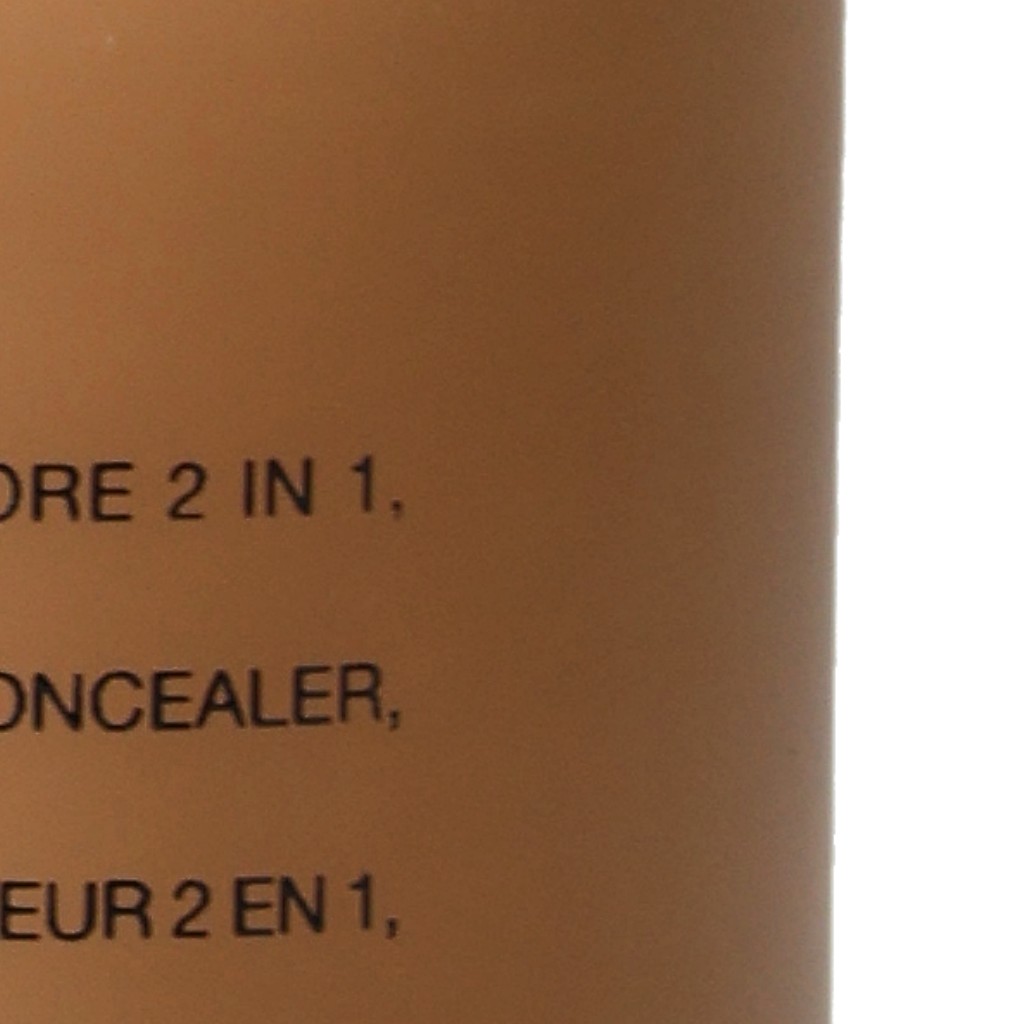 ORE 2 IN 1,
ONCEALER,
EUR 2 EN 1,